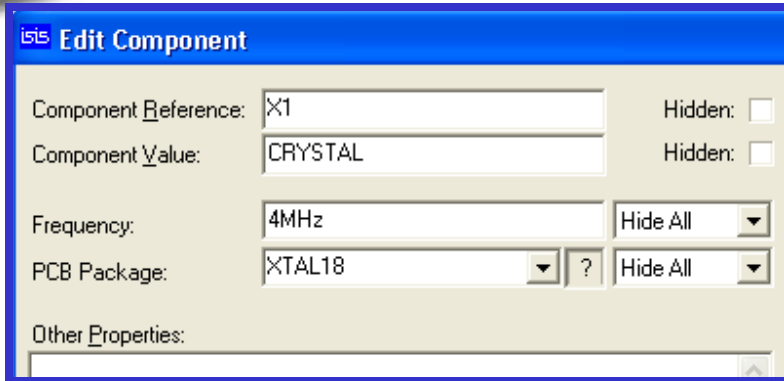 isis Edit Component
Component Reference: X1 Hidden:
Component Value: CRYSTAL Hidden:
Frequency: 4MHz Hide All
PCB Package: XTAL18 ? Hide All
Other Properties: